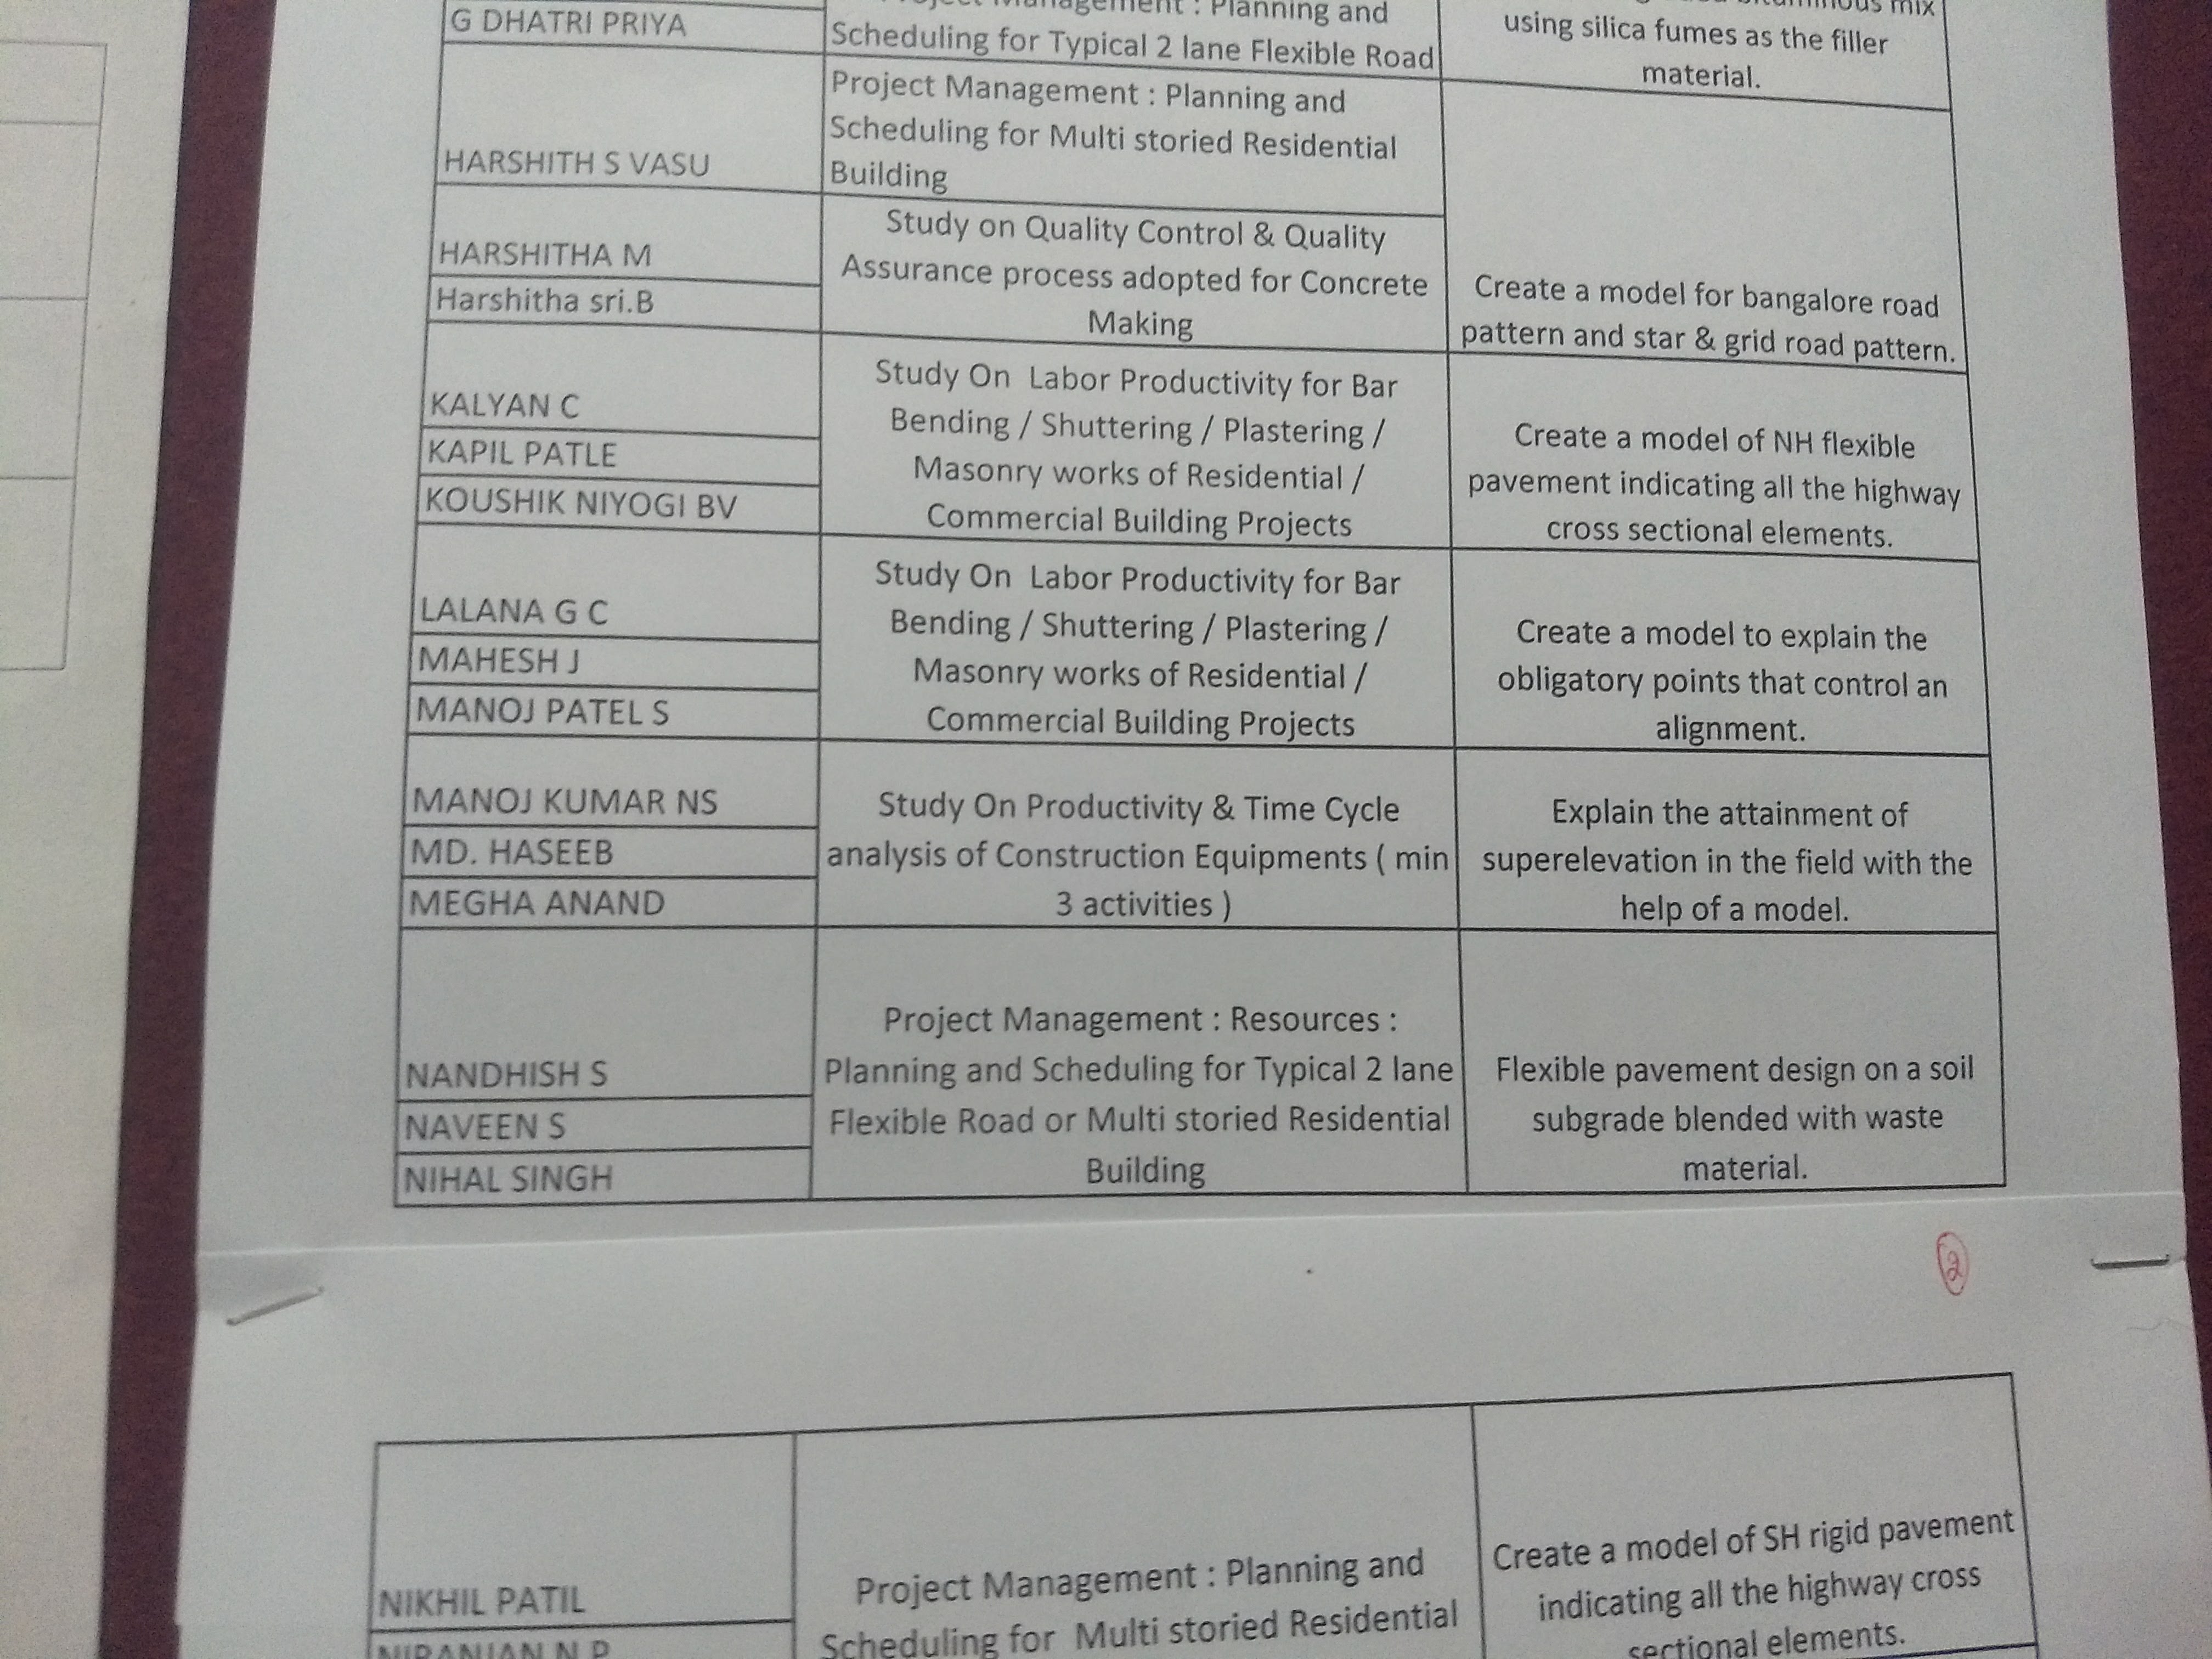 G DHATRI PRIYA
Management : Planning and
Scheduling for Typical 2 lane Flexible Road
mix
using silica fumes as the filler
material.
HARSHITH S VASU
Project Management : Planning and
Scheduling for Multi storied Residential
Building
HARSHITHA M
Harshitha sri.B
Study on Quality Control & Quality
Assurance process adopted for Concrete
Making
Create a model for bangalore road
pattern and star & grid road pattern.
KALYAN C
KAPIL PATLE
KOUSHIK NIYOGI BV
Study On Labor Productivity for Bar
Bending / Shuttering / Plastering /
Masonry works of Residential /
Commercial Building Projects
Create a model of NH flexible
pavement indicating all the highway
cross sectional elements.
LALANA G C
MAHESH J
MANOJ PATEL S
Study On Labor Productivity for Bar
Bending / Shuttering / Plastering /
Masonry works of Residential /
Commercial Building Projects
Create a model to explain the
obligatory points that control an
alignment.
MANOJ KUMAR NS
MD. HASEEB
MEGHA ANAND
Study On Productivity & Time Cycle
analysis of Construction Equipments ( min
3 activities )
Explain the attainment of
superelevation in the field with the
help of a model.
NANDHISH S
NAVEEN S
NIHAL SINGH
Project Management : Resources :
Planning and Scheduling for Typical 2 lane
Flexible Road or Multi storied Residential
Building
Flexible pavement design on a soil
subgrade blended with waste
material.
2
NIKHIL PATIL
NIRANJAN N P
Project Management : Planning and
Scheduling for Multi storied Residential
Create a model of SH rigid pavement
indicating all the highway cross
sectional elements.